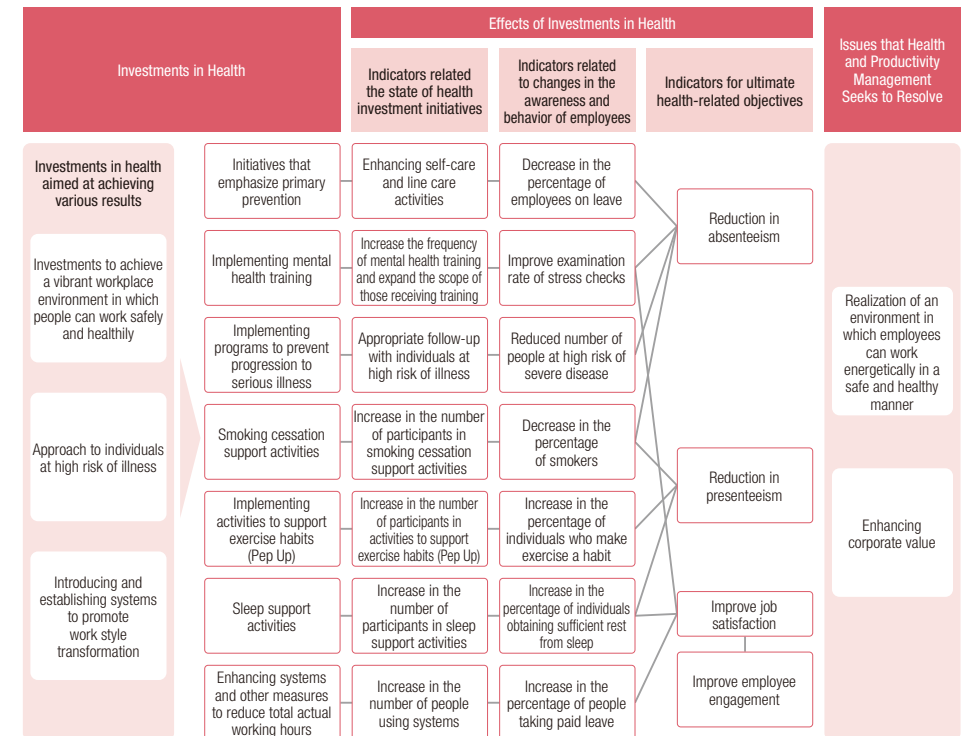 Investments in Health
Effects of Investments in Health
Indicators related
the state of health
investment initiatives
Indicators related
to changes in the
awareness and
behavior of employees
Indicators for ultimate
health-related objectives
Issues that Health
and Productivity
Management
Seeks to Resolve
Investments in health
aimed at achieving
various results
Investments to achieve
a vibrant workplace
environment in which
people can work safely
and healthily
Approach to individuals
at high risk of illness
Introducing and
establishing systems
to promote
work style
transformation
Initiatives that
emphasize primary
prevention
Enhancing self-care
and line care
activities
Decrease in the
percentage of
employees on leave
Implementing mental
health training
Increase the frequency
of mental health training
and expand the scope of
those receiving training
Improve examination
rate of stress checks
Implementing
programs to prevent
progression to
serious illness
Appropriate follow-up
with individuals at
high risk of illness
Reduced number of
people at high risk of
severe disease
Smoking cessation
support activities
Increase in the number
of participants in
smoking cessation
support activities
Decrease in the
percentage
of smokers
Implementing
activities to support
exercise habits
(Pep Up)
Increase in the number
of participants in
activities to support
exercise habits (Pep Up)
Increase in the
percentage of
individuals who make
exercise a habit
Sleep support
activities
Increase in the
number of
participants in sleep
support activities
Increase in the
percentage of individuals
obtaining sufficient rest
from sleep
Enhancing systems
and other measures
to reduce total actual
working hours
Increase in the
number of people
using systems
Increase in the
percentage of people
taking paid leave
Reduction in
absenteeism
Reduction in
presenteeism
Improve job
satisfaction
Improve employee
engagement
Realization of an
environment in
which employees
can work
energetically in a
safe and healthy
manner
Enhancing
corporate value